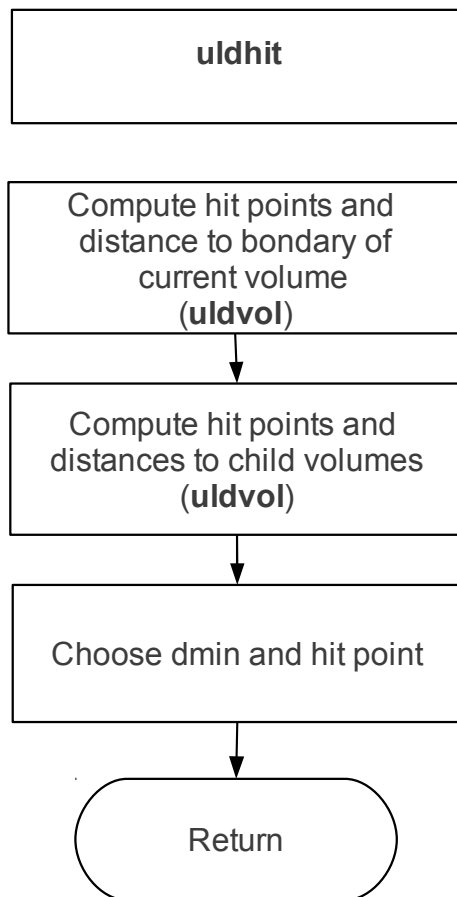 uldhit
Compute hit points and
distance to bondary of
current volume
(uldvol)
Compute hit points and
distances to child volumes
(uldvol)
Choose dmin and hit point
Return